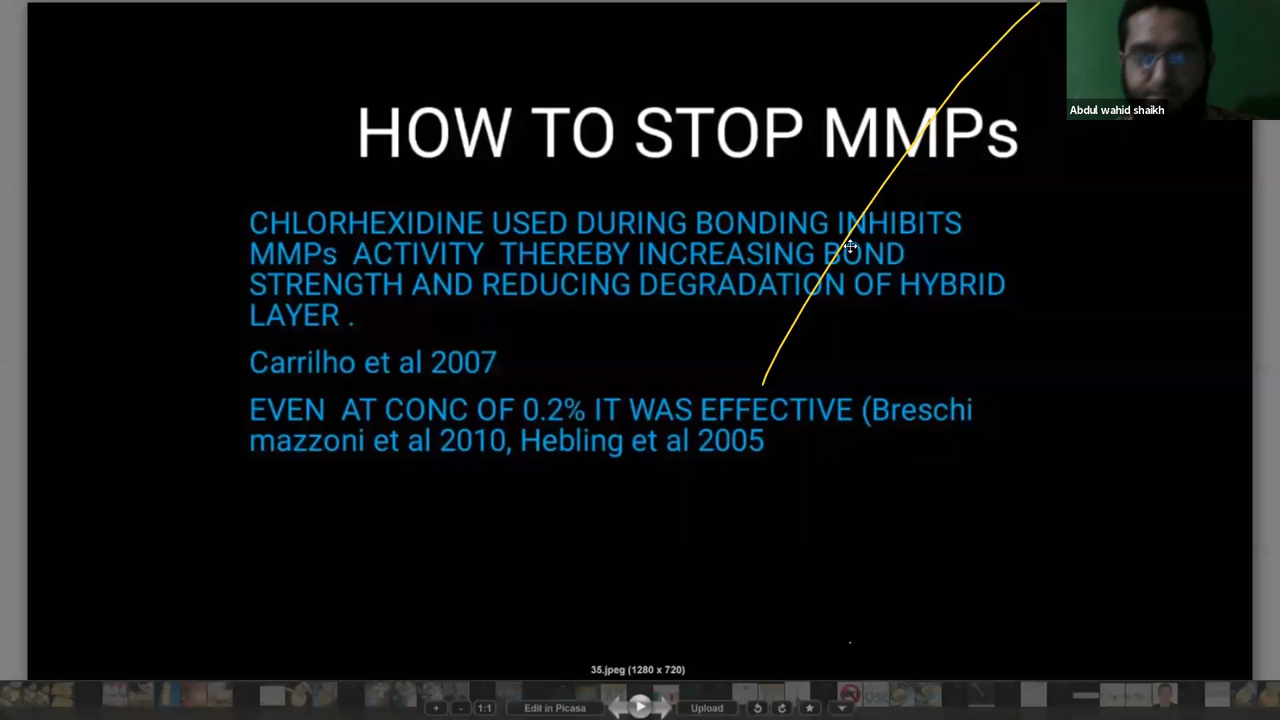 Abdul wahid shaikh
HOW TO STOP MMPs
CHLORHEXIDINE USED DURING BONDING INHIBITS
MMPs ACTIVITY THEREBY INCREASING BOND
STRENGTH AND REDUCING DEGRADATION OF HYBRID
LAYER .
Carrilho et al 2007
EVEN AT CONC OF 0.2% IT WAS EFFECTIVE (Breschi
mazzoni et al 2010, Hebling et al 2005
35.jpeg (1280 x 720)
+ - 1:1 Edit in Picasa Upload